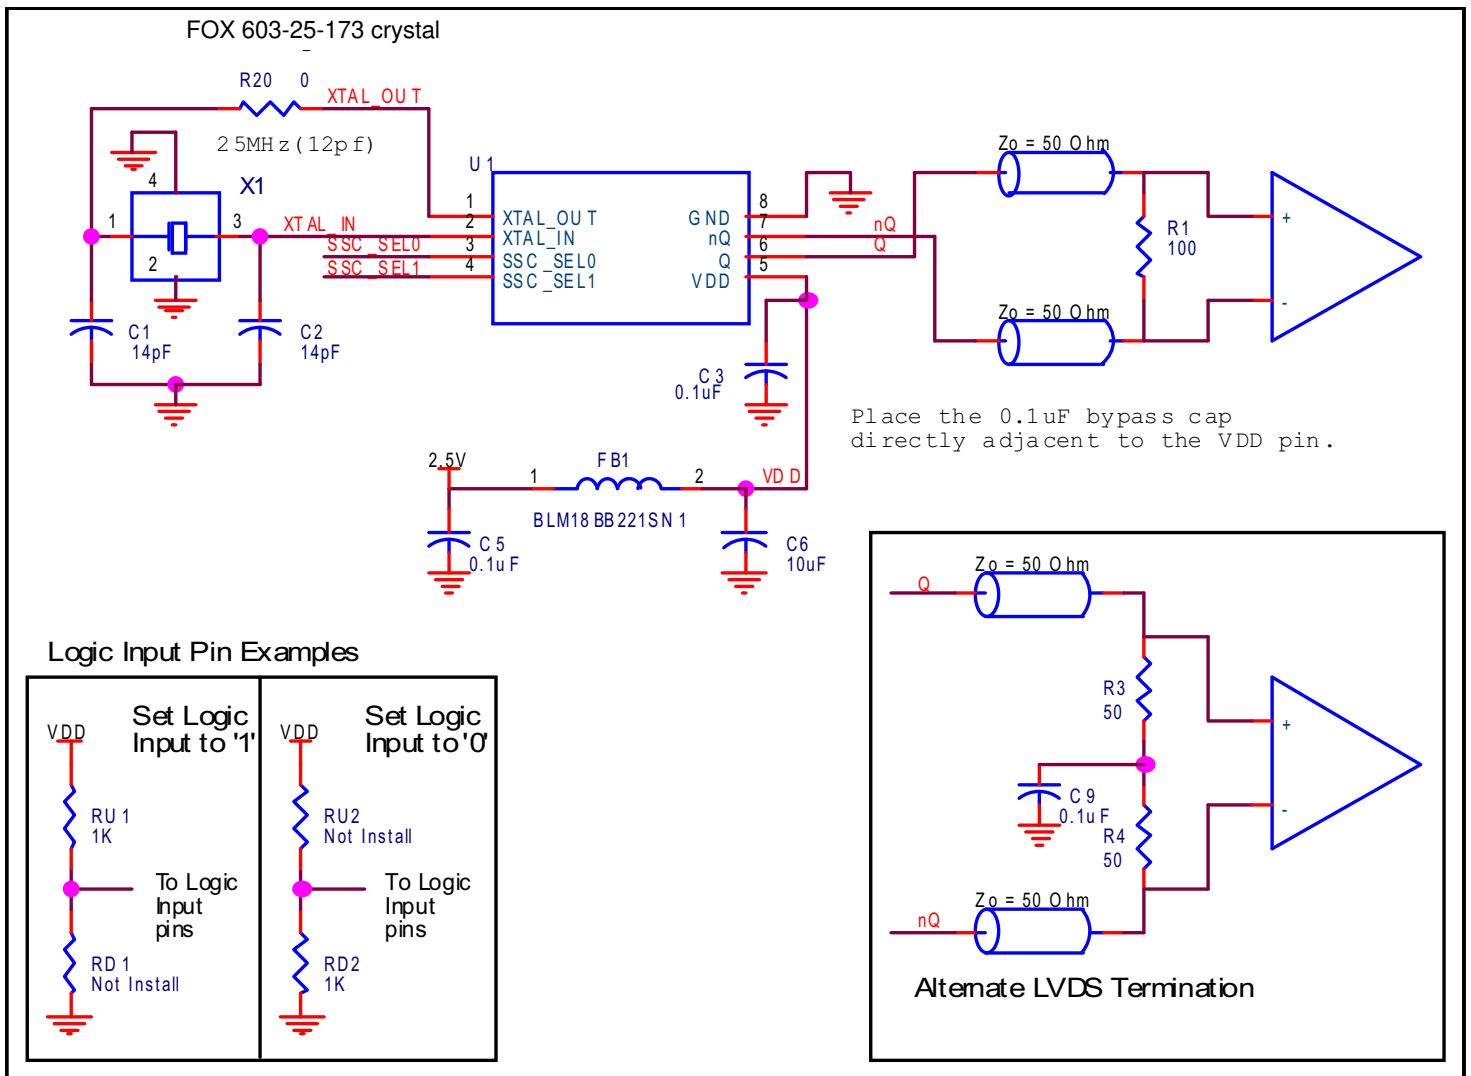 FOX 603-25-173 crystal
R20 0
XTAL_OUT
25MHz(12pf)
X1
4
1
3
2
XTAL_IN
SSC_SEL0
SSC_SEL1
C1
14pF
C2
14pF
U1
1
2
3
4
XTAL_OUT
XTAL_IN
SSC_SEL0
SSC_SEL1
GND
nQ
Q
VDD
8
7
6
5
nQ
Q
Zo = 50 Ohm
R1
100
+
-
Zo = 50 Ohm
C3
0.1uF
Place the 0.1uF bypass cap
directly adjacent to the VDD pin.
2.5V
1
FB1
2
VDD
BLM18BB221SN1
C5
0.1uF
C6
10uF
Logic Input Pin Examples
VDD
Set Logic
Input to '1'
RU1
1K
To Logic
Input
pins
RD1
Not Install
VDD
Set Logic
Input to '0'
RU2
Not Install
To Logic
Input
pins
RD2
1K
Q
Zo = 50 Ohm
R3
50
C9
0.1uF
R4
50
+
-
nQ
Zo = 50 Ohm
Alternate LVDS Termination